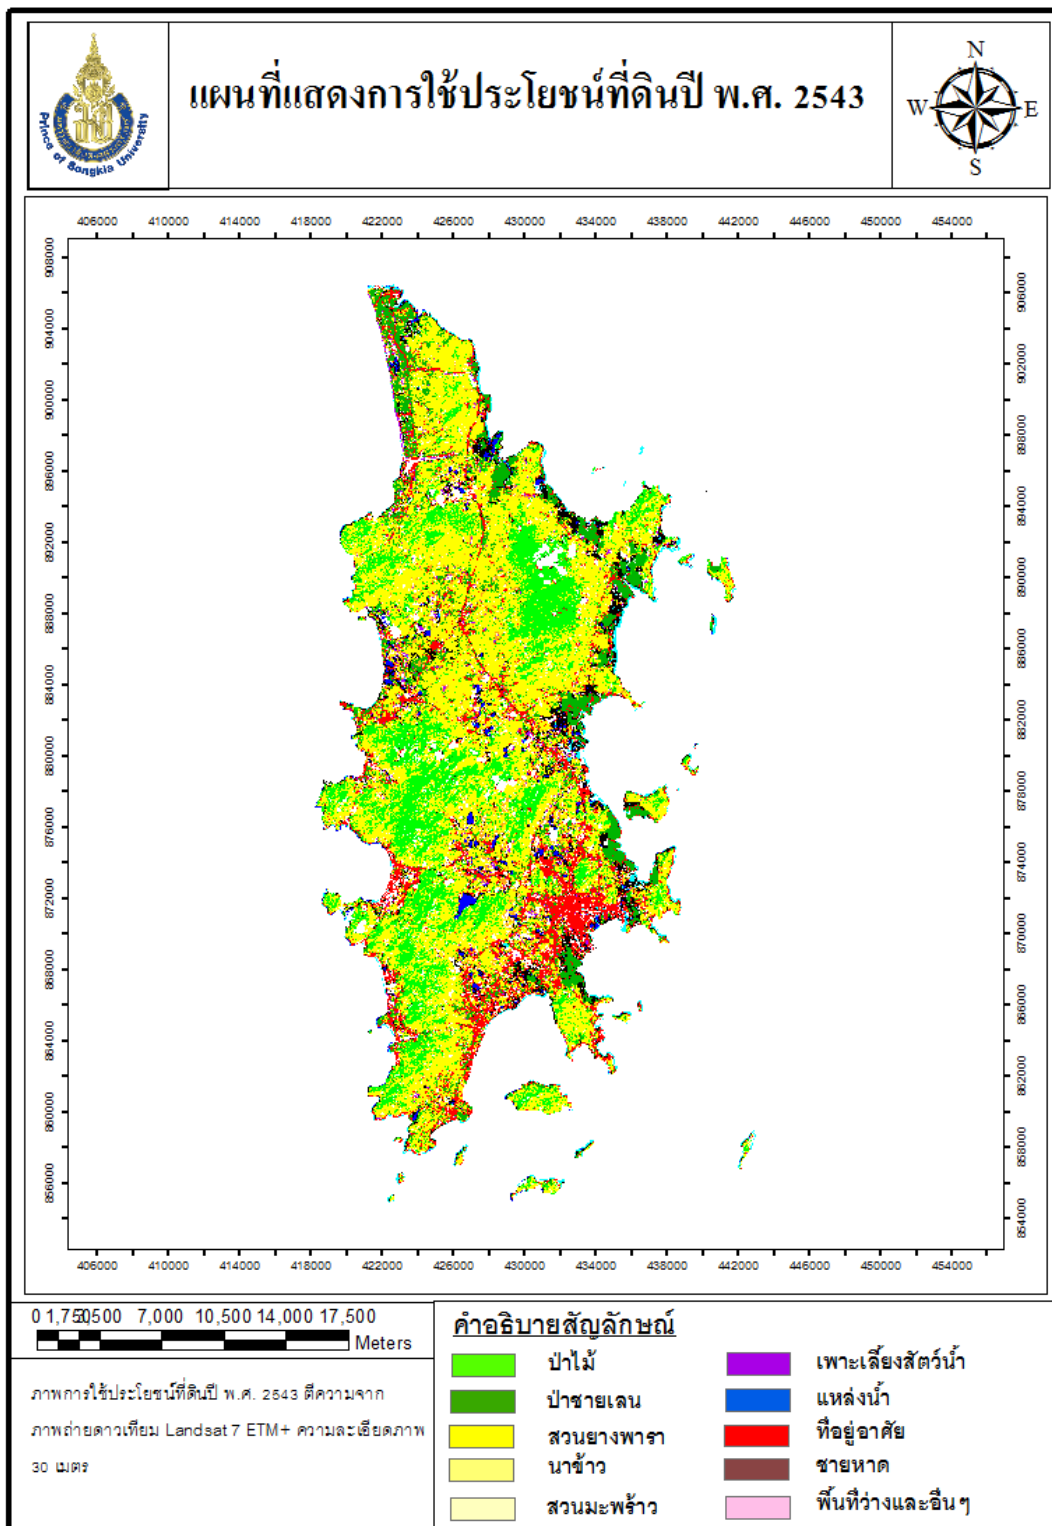 แผนที่แสดงการใช้ประโยชน์ที่ดินปี พ.ศ. 2543
Prince of Songkla University
N
W
E
S
406000 410000 414000 418000 422000 426000 430000 434000 438000 442000 446000 450000 454000
908000
904000
900000
896000
892000
888000
884000
880000
876000
872000
868000
864000
860000
856000
906000
902000
898000
894000
890000
886000
882000
878000
874000
870000
866000
862000
858000
854000
406000 410000 414000 418000 422000 426000 430000 434000 438000 442000 446000 450000 454000
0 1,750 3,500 7,000 10,500 14,000 17,500
Meters
ภาพการใช้ประโยชน์ที่ดินปี พ.ศ. 2543 ตีความจาก
ภาพถ่ายดาวเทียม Landsat 7 ETM+ ความละเอียดภาพ
30 เมตร
คำอธิบายสัญลักษณ์
ป่าไม้
ป่าชายเลน
สวนยางพารา
นาข้าว
สวนมะพร้าว
เพาะเลี้ยงสัตว์น้ำ
แหล่งน้ำ
ที่อยู่อาศัย
ชายหาด
พื้นที่ว่างและอื่นๆ